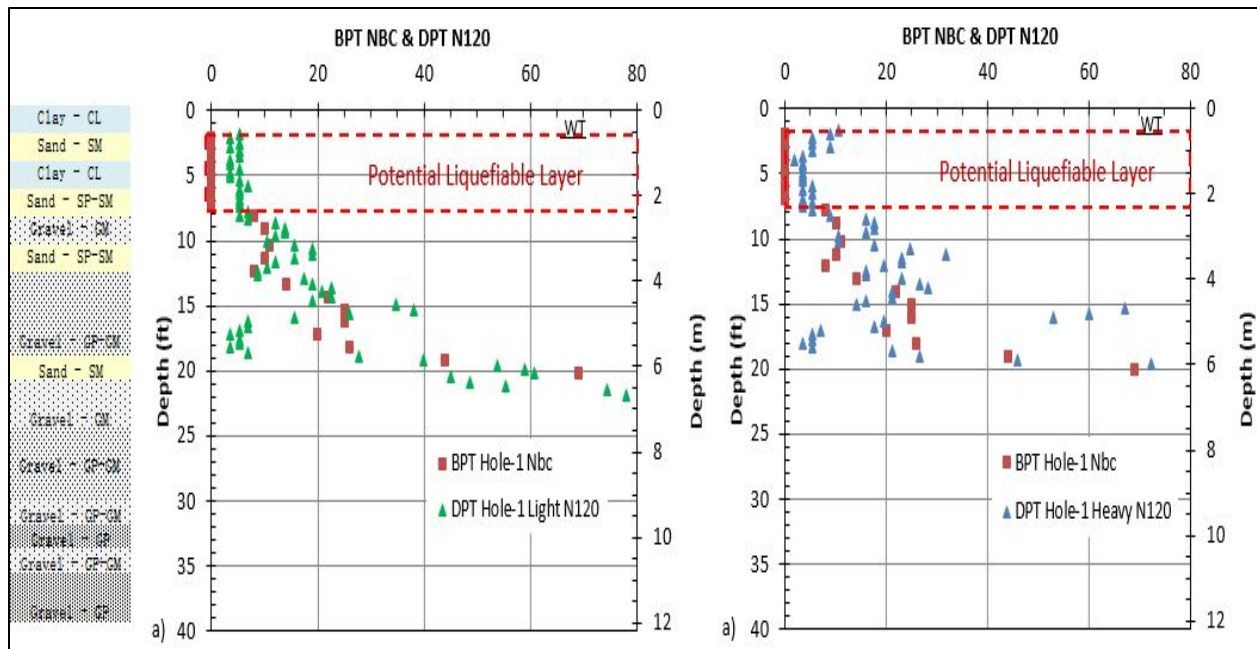 BPT NBC & DPT N120
0 20 40 60 80
Clay - CL
Sand - SM
Clay - CL
Sand - SP-SM
Gravel - GM
Sand - SP-SM
Gravel - GP-GM
Sand - SM
Gravel - GM
Gravel - GP-GM
Gravel - GP-GM
Gravel - GP
Gravel - GP-GM
Gravel - GP
0
5
10
15
20
25
30
35
40
Depth (ft)
WT
Potential Liquefiable Layer
BPT Hole-1 Nbc
DPT Hole-1 Light N120
a)
0
2
4
6
8
10
12
Depth (m)
BPT NBC & DPT N120
0 20 40 60 80
0
5
10
15
20
25
30
35
40
Depth (ft)
WT
Potential Liquefiable Layer
BPT Hole-1 Nbc
DPT Hole-1 Heavy N120
a)
0
2
4
6
8
10
12
Depth (m)